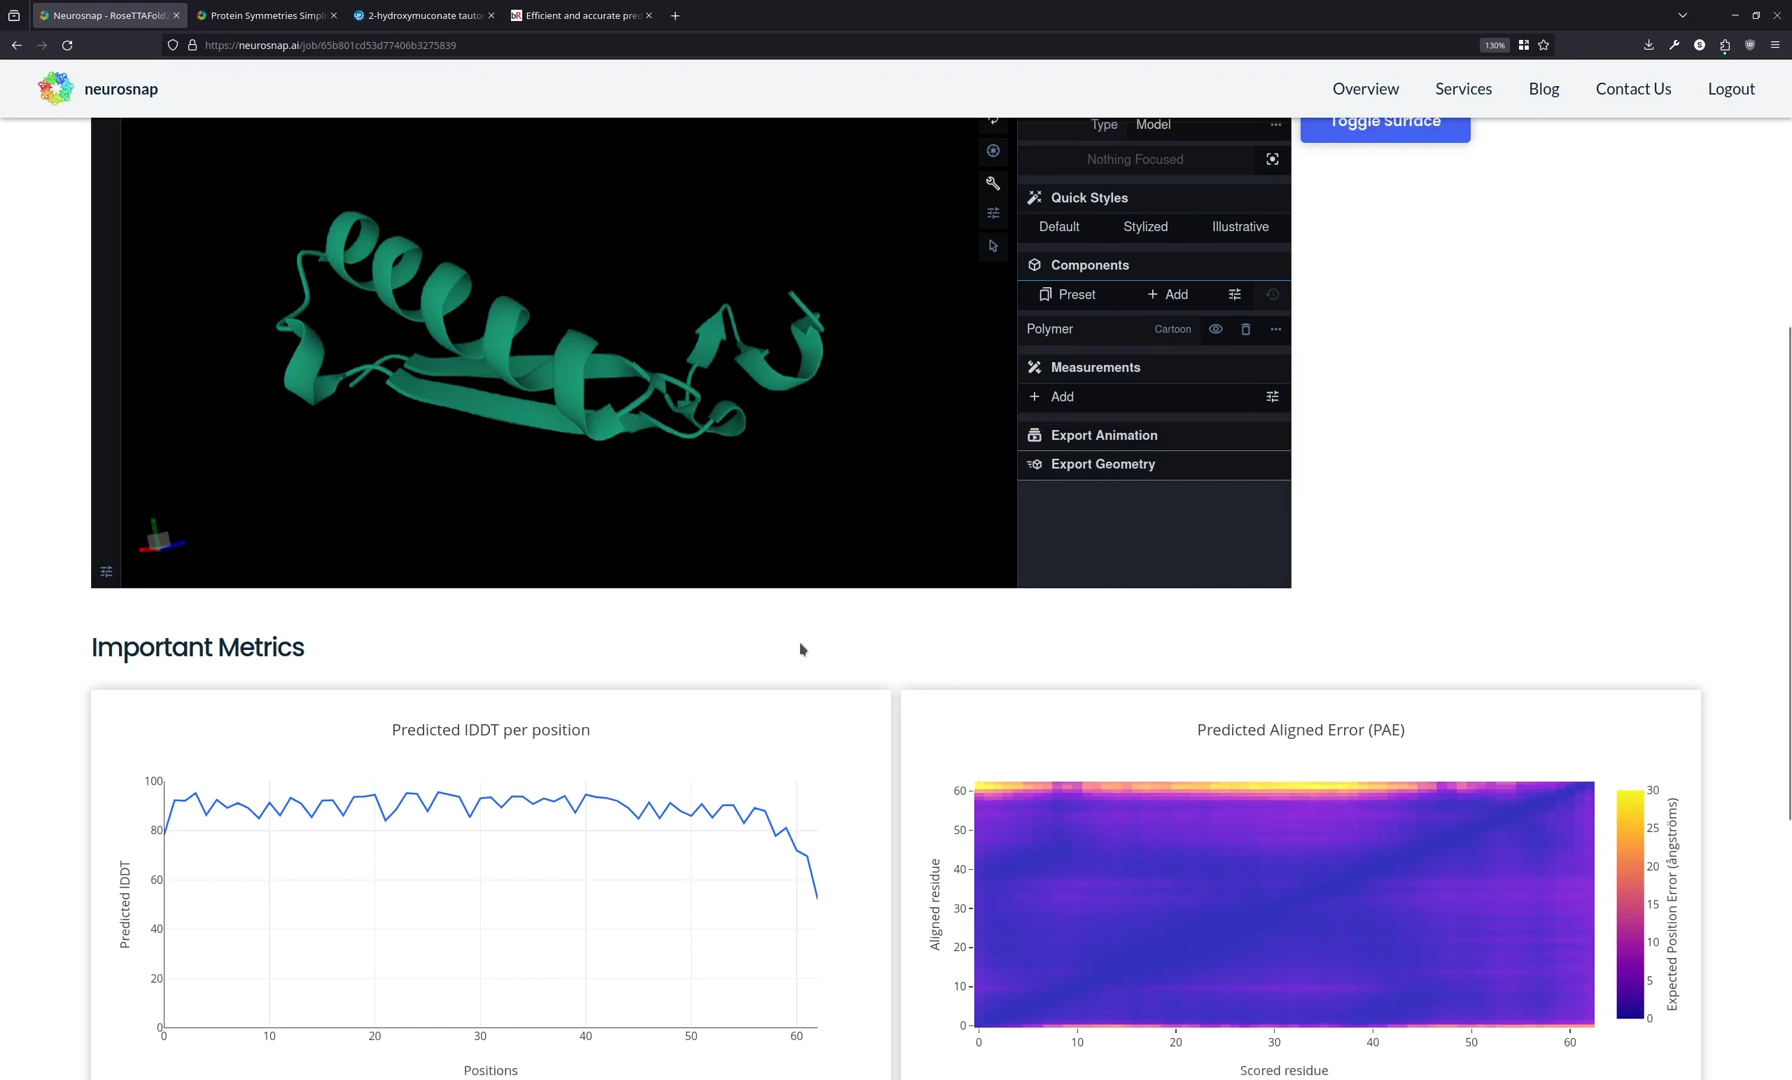 Neurosnap - RoseTTAFold2
Protein Symmetries Simpli
2-hydroxymuconate tauto
bR Efficient and accurate pred
https://neurosnap.ai/job/65b801cd53d77406b3275839
130%
S
neurosnap
Overview
Services
Blog
Contact Us
Logout
Toggle Surface
Type Model
Nothing Focused
Quick Styles
Default Stylized Illustrative
Components
Preset + Add
Polymer Cartoon
Measurements
+ Add
Export Animation
Export Geometry
Important Metrics
Predicted lDDT per position
100
80
60
40
20
0
Predicted lDDT
0 10 20 30 40 50 60
Positions
Predicted Aligned Error (PAE)
60
50
40
30
20
10
0
Aligned residue
0 10 20 30 40 50 60
Scored residue
30
25
20
15
10
5
0
Expected Position Error (ångströms)